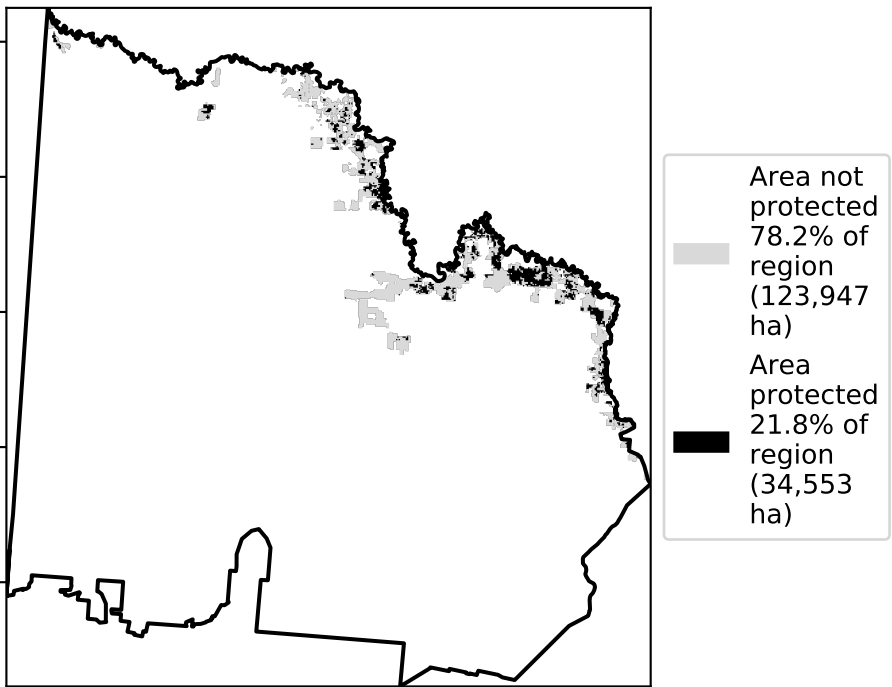 Area not
protected
78.2% of
region
(123,947
ha)
Area
protected
21.8% of
region
(34,553
ha)